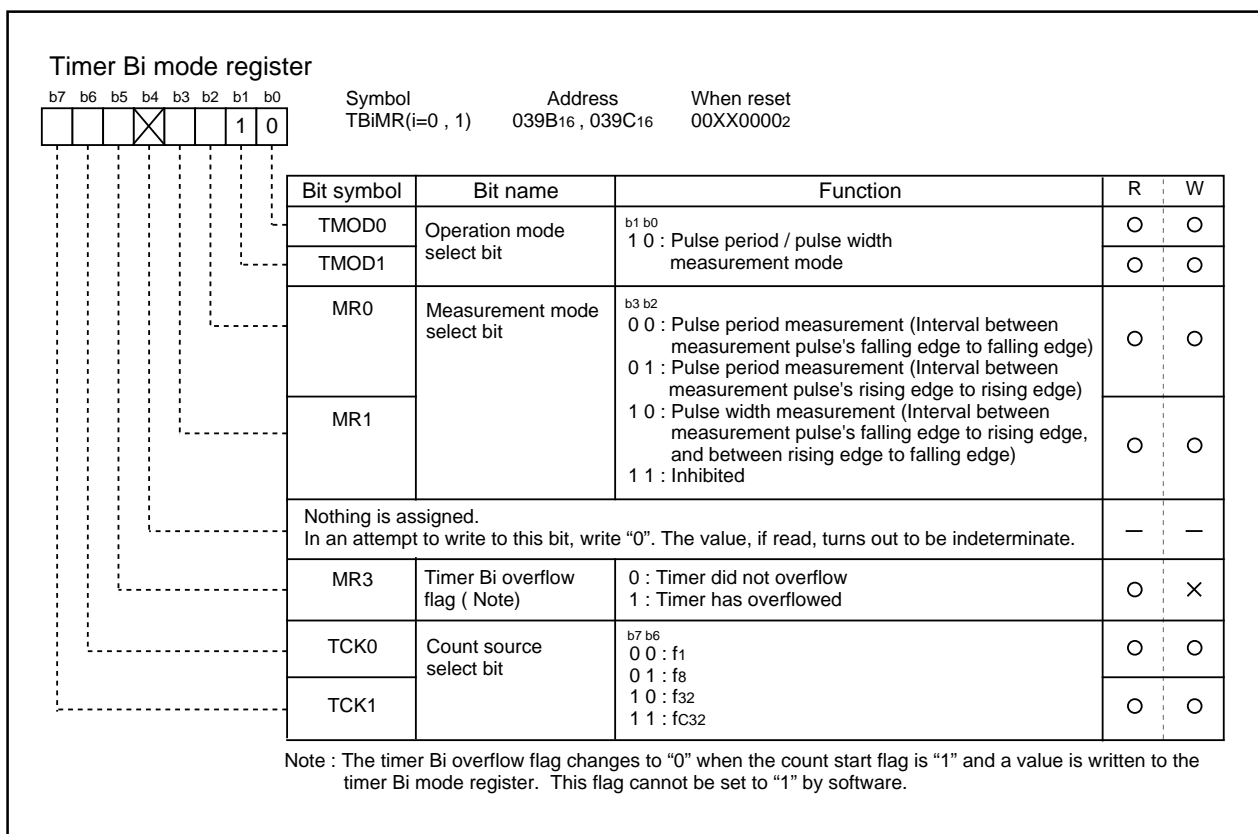 Timer Bi mode register
b7 b6 b5 b4 b3 b2 b1 b0
1 0
Symbol Address When reset
TBiMR(i=0 , 1) 039B16 , 039C16 00XX00002
Bit symbol Bit name Function R W
TMOD0
TMOD1
Operation mode
select bit
b1 b0
1 0 : Pulse period / pulse width
measurement mode
MR0
MR1
Measurement mode
select bit
b3 b2
0 0 : Pulse period measurement (Interval between
measurement pulse's falling edge to falling edge)
0 1 : Pulse period measurement (Interval between
measurement pulse's rising edge to rising edge)
1 0 : Pulse width measurement (Interval between
measurement pulse's falling edge to rising edge,
and between rising edge to falling edge)
1 1 : Inhibited
Nothing is assigned.
In an attempt to write to this bit, write “0”. The value, if read, turns out to be indeterminate.
MR3
Timer Bi overflow
flag ( Note)
0 : Timer did not overflow
1 : Timer has overflowed
TCK0
TCK1
Count source
select bit
b7 b6
0 0 : f1
0 1 : f8
1 0 : f32
1 1 : fC32
Note : The timer Bi overflow flag changes to “0” when the count start flag is “1” and a value is written to the
timer Bi mode register. This flag cannot be set to “1” by software.